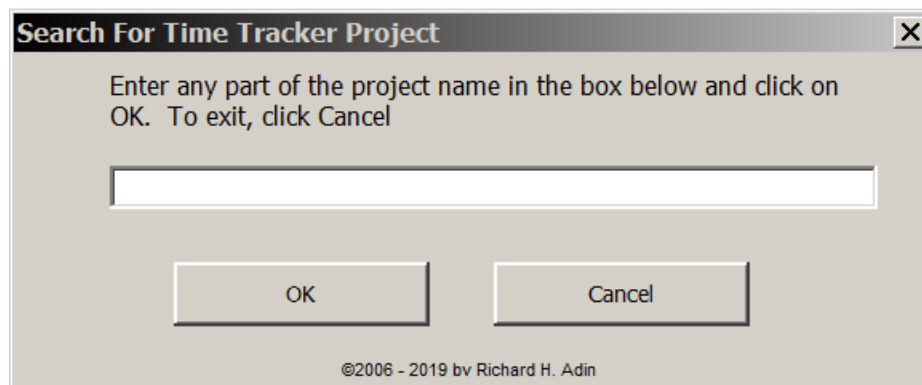 Search For Time Tracker Project
Enter any part of the project name in the box below and click on
OK.  To exit, click Cancel
OK
Cancel
©2006 - 2019 by Richard H. Adin